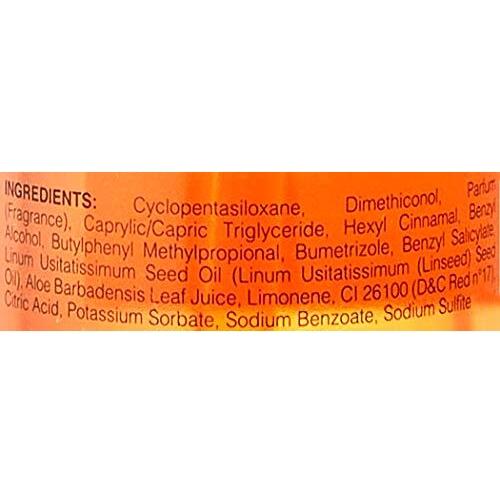 INGREDIENTS: Cyclopentasiloxane, Dimethiconol, Parfum
(Fragrance), Caprylic/Capric Triglyceride, Hexyl Cinnamal, Benzyl
Alcohol, Butylphenyl Methylpropional, Bumetrizole, Benzyl Salicylate,
Linum Usitatissimum Seed Oil (Linum Usitatissimum (Linseed) Seed
Oil), Aloe Barbadensis Leaf Juice, Limonene, CI 26100 (D&C Red n°17),
Citric Acid, Potassium Sorbate, Sodium Benzoate, Sodium Sulfite